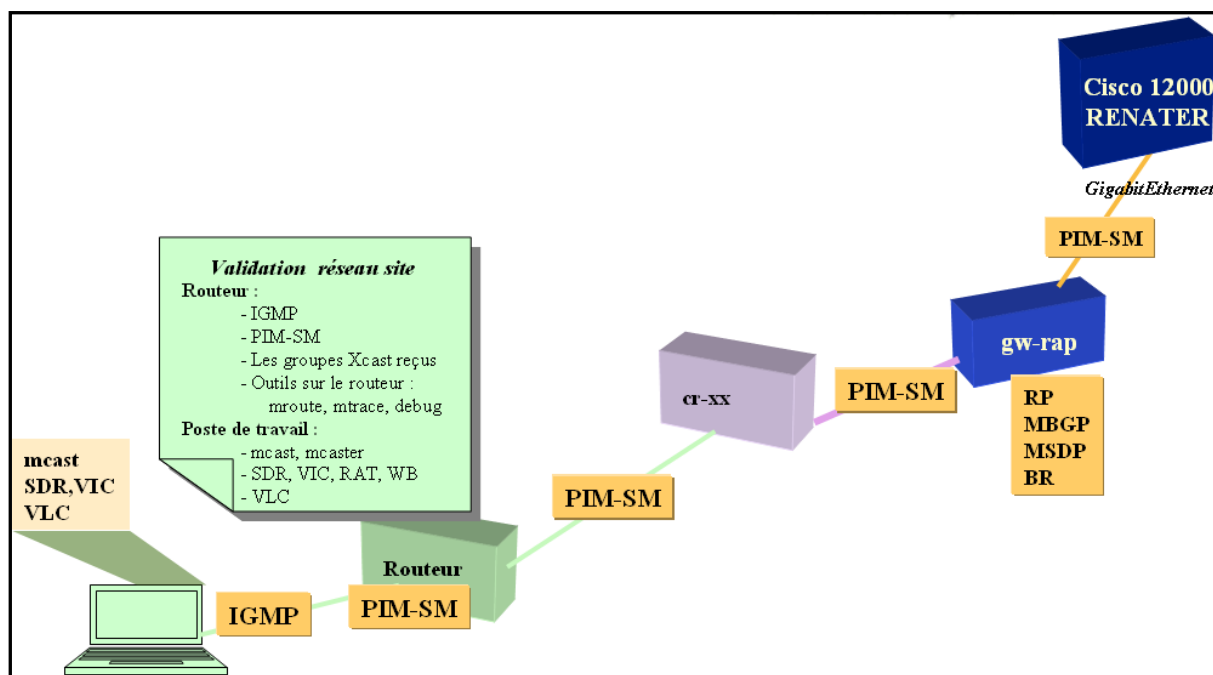 Cisco 12000
RENATER
GigabitEthernet
PIM-SM
gw-rap
RP
MBGP
MSDP
BR
PIM-SM
cr-xx
PIM-SM
Validation réseau site
Routeur :
- IGMP
- PIM-SM
- Les groupes Xcast reçus
- Outils sur le routeur :
mroute, mtrace, debug
Poste de travail :
- mcast, mcaster
- SDR, VIC, RAT, WB
- VLC
mcast
SDR,VIC
VLC
Routeur
PIM-SM
IGMP